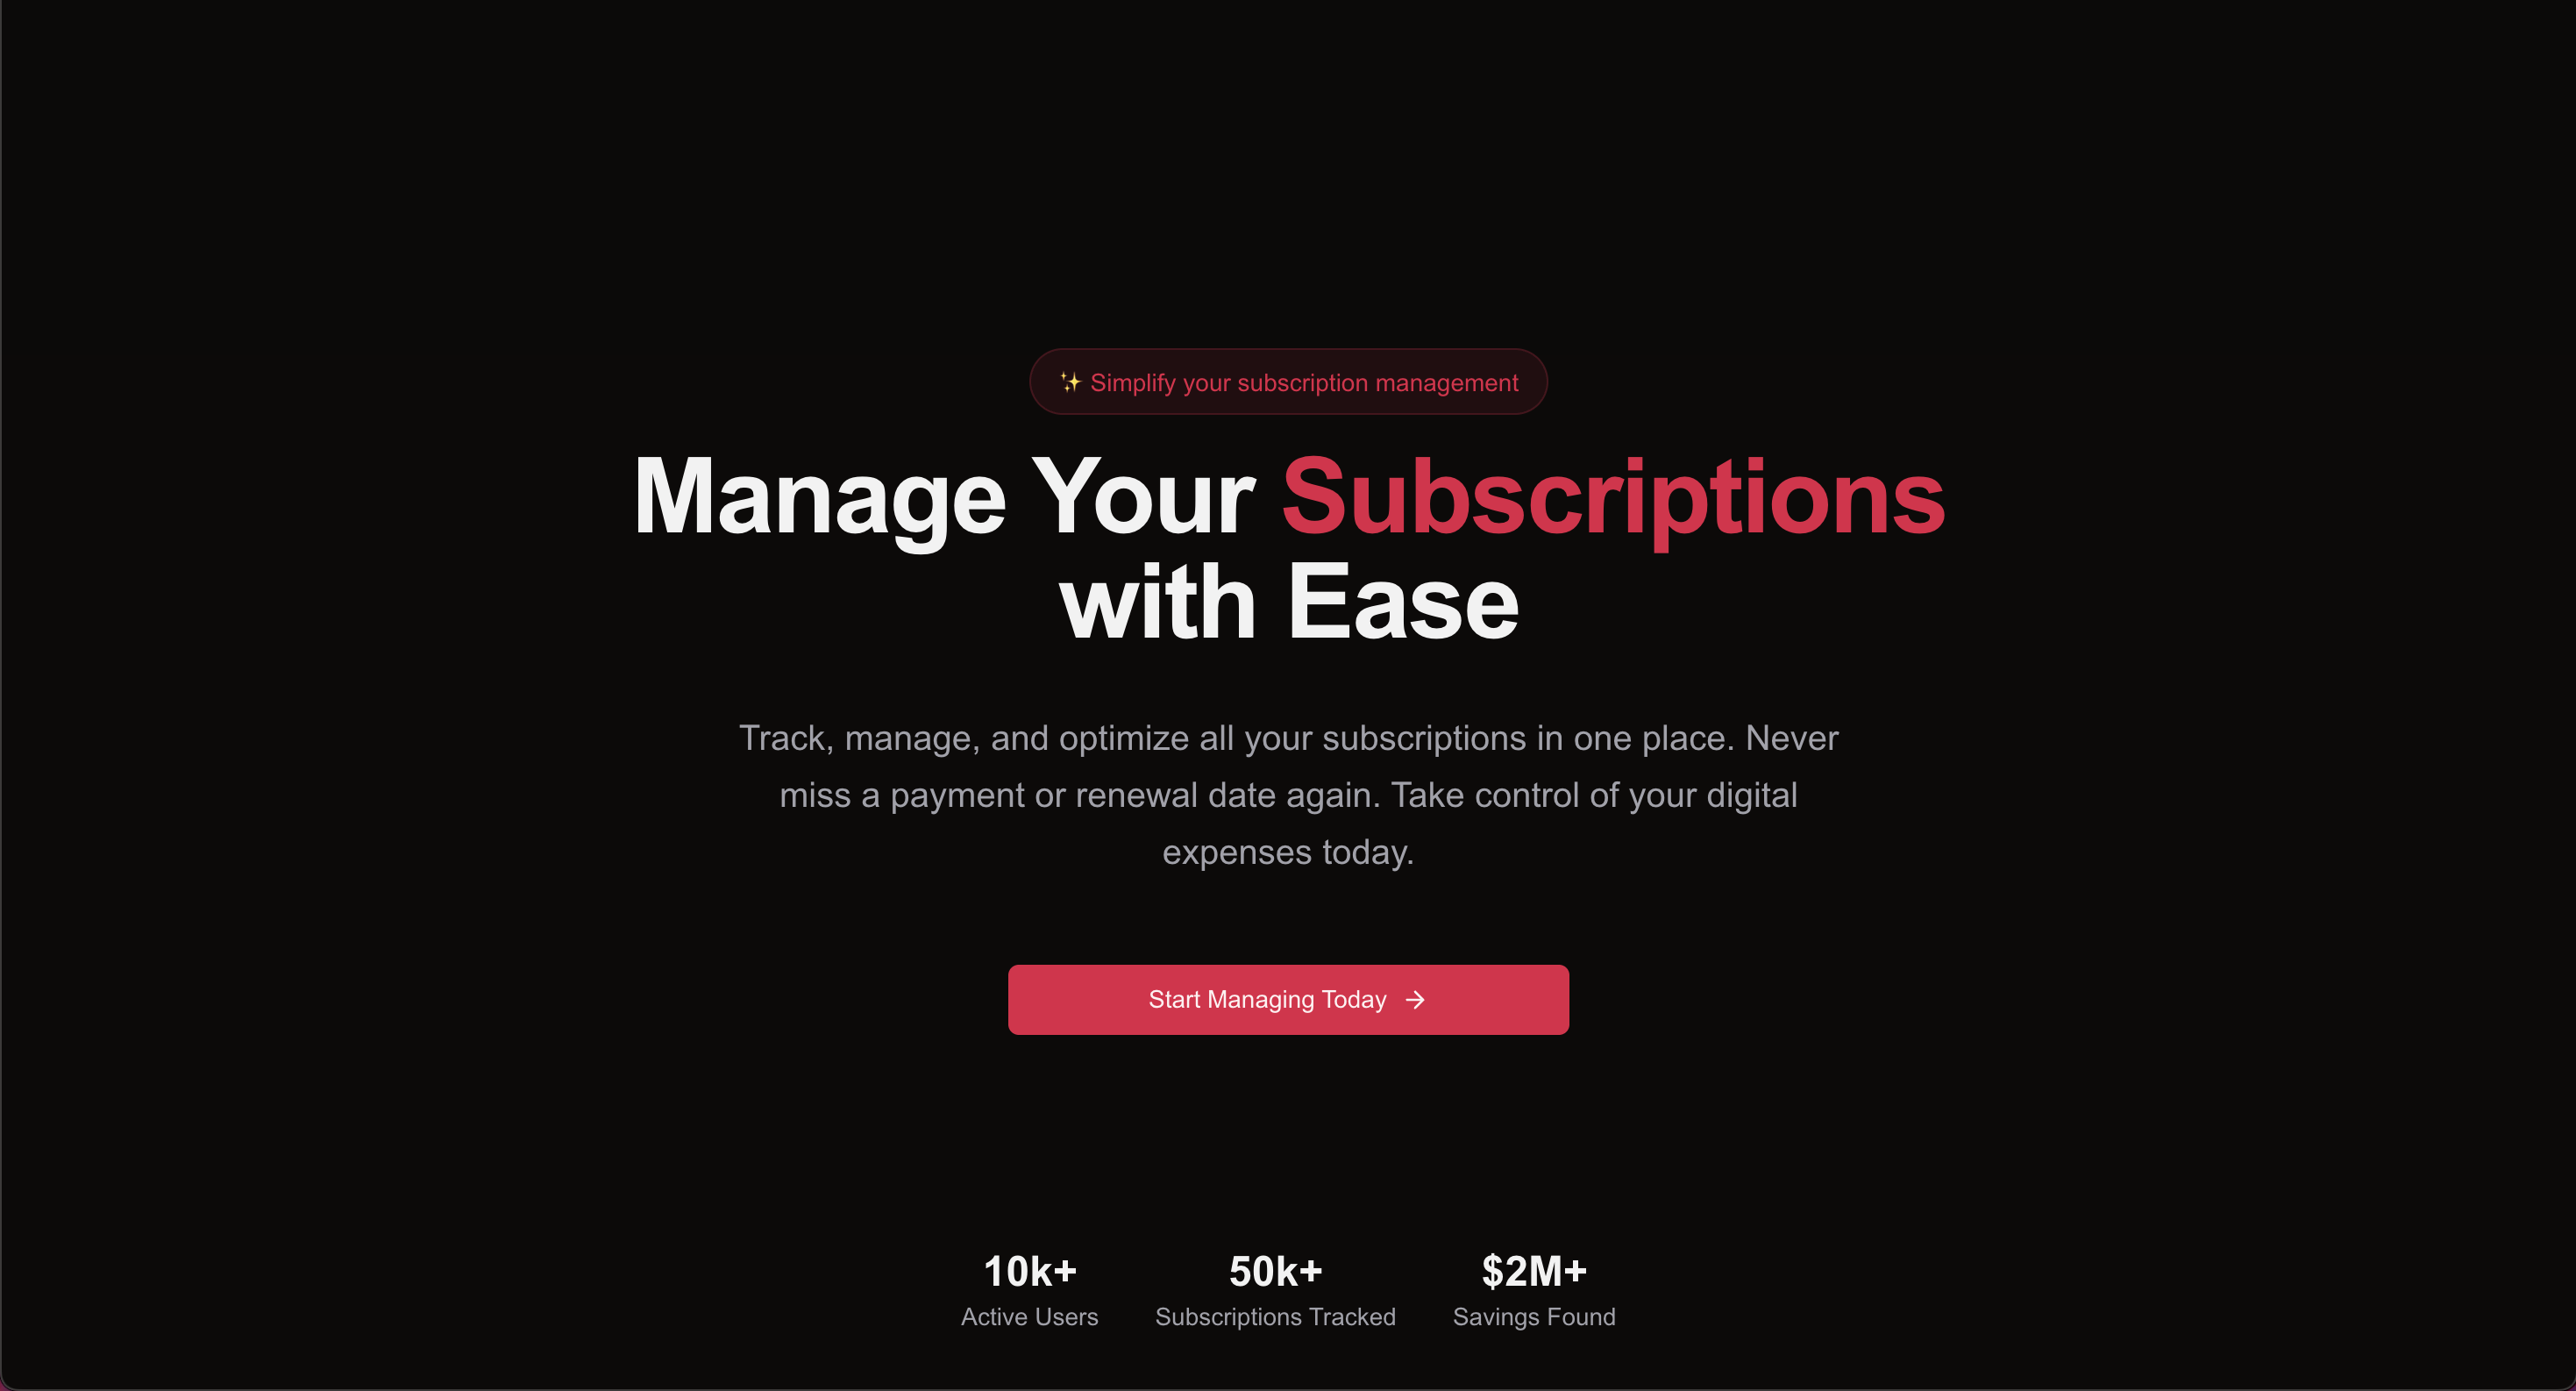 ✨ Simplify your subscription management
Manage Your Subscriptions
with Ease
Track, manage, and optimize all your subscriptions in one place. Never
miss a payment or renewal date again. Take control of your digital
expenses today.
Start Managing Today →
10k+ 50k+ $2M+
Active Users Subscriptions Tracked Savings Found